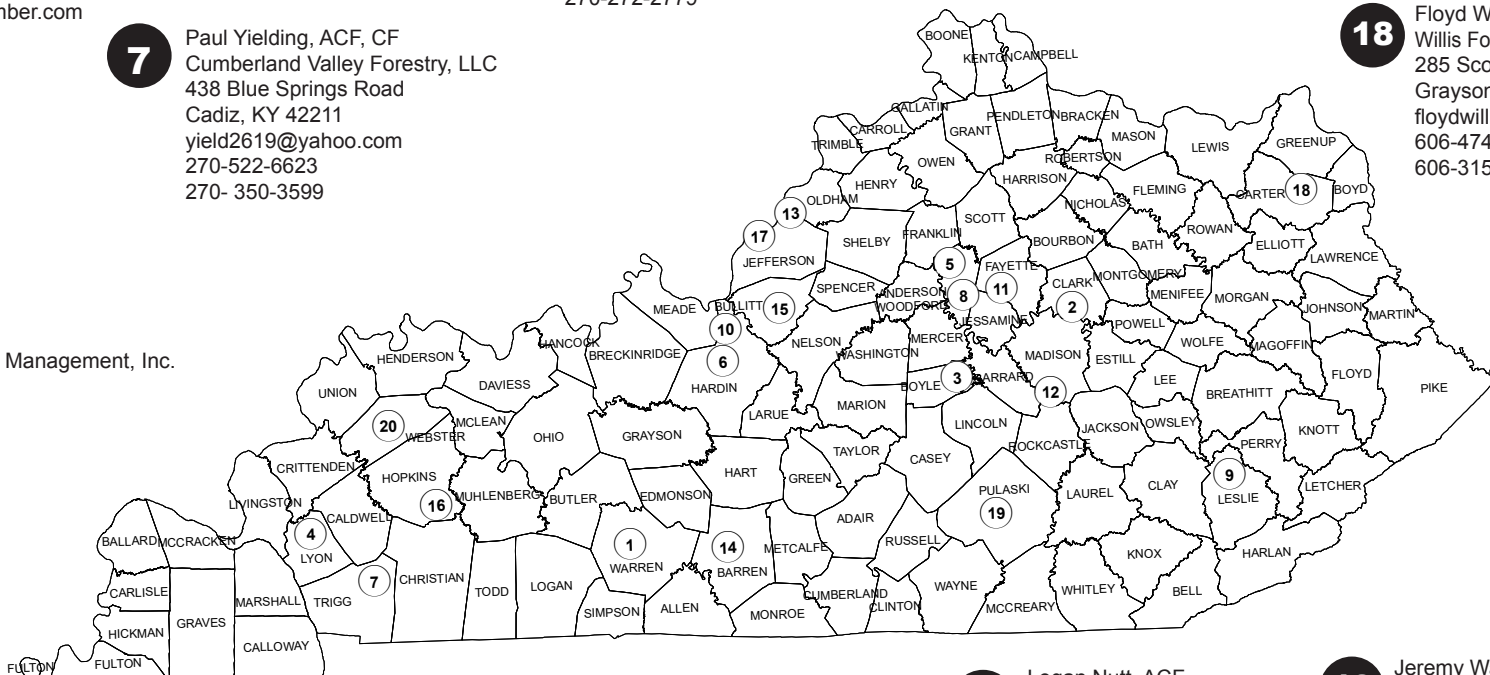 mber.com
7
Paul Yielding, ACF, CF
Cumberland Valley Forestry, LLC
438 Blue Springs Road
Cadiz, KY 42211
yield2619@yahoo.com
270-522-6623
270- 350-3599
18
Floyd W
Willis Fo
285 Sco
Grayson
floydwill
606-474
606-315
Management, Inc.
BOONE
KENTON
CAMPBELL
GALLATIN
CARROLL
TRIMBLE
GRANT
PENDLETON
BRACKEN
MASON
LEWIS
GREENUP
OWEN
ROBERTSON
HENRY
HARRISON
FLEMING
CARTER
18
BOYD
OLDHAM
13
NICHOLAS
SCOTT
17
JEFFERSON
SHELBY
FRANKLIN
BOURBON
BATH
ROWAN
ELLIOTT
LAWRENCE
5
FAYETTE
SPENCER
ANDERSON
WOODFORD
8
11
CLARK
2
MONTGOMERY
MENIFEE
MORGAN
JOHNSON
MARTIN
MEADE
BULLITT
15
10
JESSAMINE
POWELL
HANCOCK
BRECKINRIDGE
6
HARDIN
NELSON
WASHINGTON
MERCER
MADISON
ESTILL
WOLFE
MAGOFFIN
HENDERSON
DAVIESS
UNION
BOYLE
3
GARRARD
12
LEE
BREATHITT
FLOYD
PIKE
LARUE
MARION
20
WEBSTER
MCLEAN
OHIO
GRAYSON
LINCOLN
ROCKCASTLE
JACKSON
OWSLEY
PERRY
KNOTT
TAYLOR
CASEY
CRITTENDEN
HOPKINS
16
HART
GREEN
PULASKI
19
LAUREL
CLAY
9
LESLIE
LETCHER
LIVINGSTON
MUHLENBERG
BUTLER
EDMONSON
CALDWELL
4
LYON
ADAIR
RUSSELL
BALLARD
MCCRACKEN
1
WARREN
14
BARREN
METCALFE
KNOX
HARLAN
CARLISLE
7
CHRISTIAN
TODD
LOGAN
CUMBERLAND
CLINTON
WAYNE
MCCREARY
WHITLEY
BELL
MARSHALL
TRIGG
SIMPSON
ALLEN
MONROE
GRAVES
HICKMAN
CALLOWAY
FULTON
FULTON